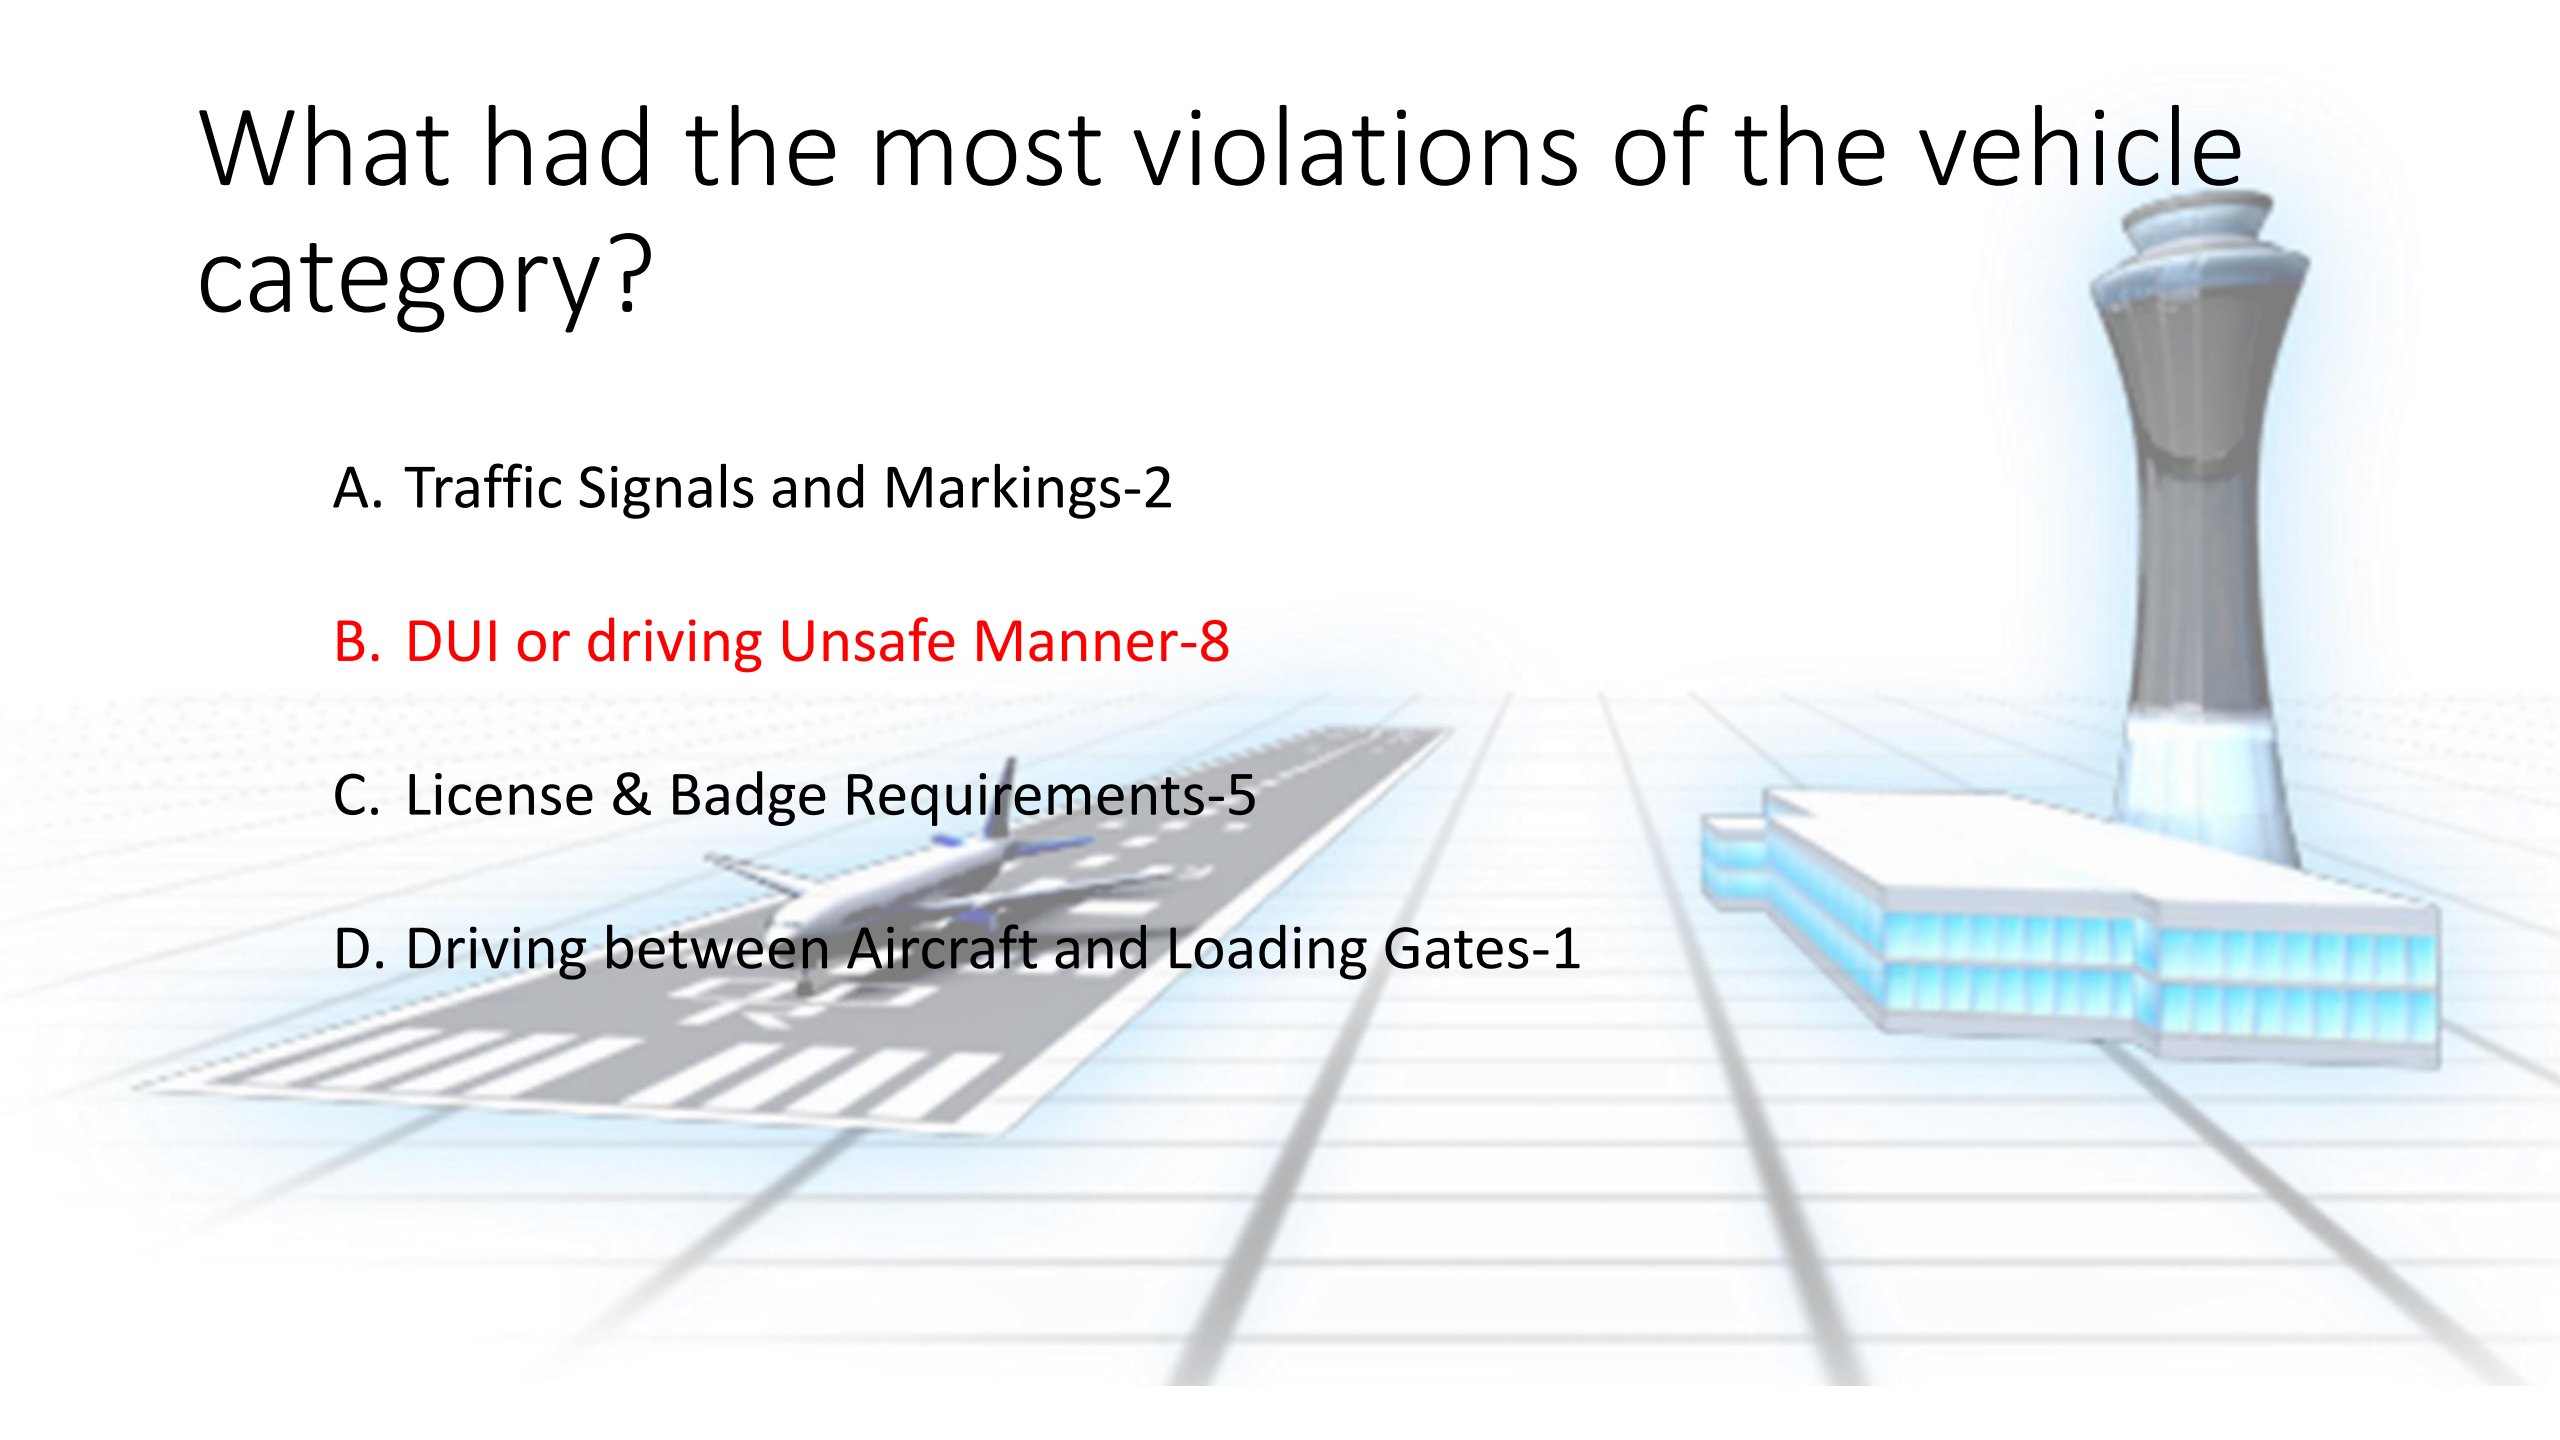 What had the most violations of the vehicle
category?
A. Traffic Signals and Markings-2
B. DUI or driving Unsafe Manner-8
C. License & Badge Requirements-5
D. Driving between Aircraft and Loading Gates-1